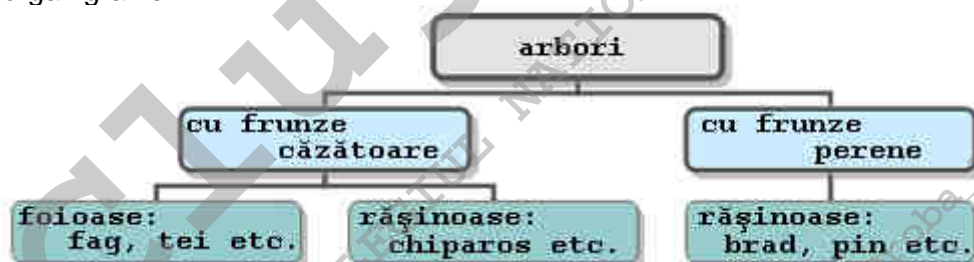 arbori
cu frunze
căzătoare
cu frunze
perene
foioase:
fag, tei etc.
răşinoase:
chiparos etc.
răşinoase:
brad, pin etc.